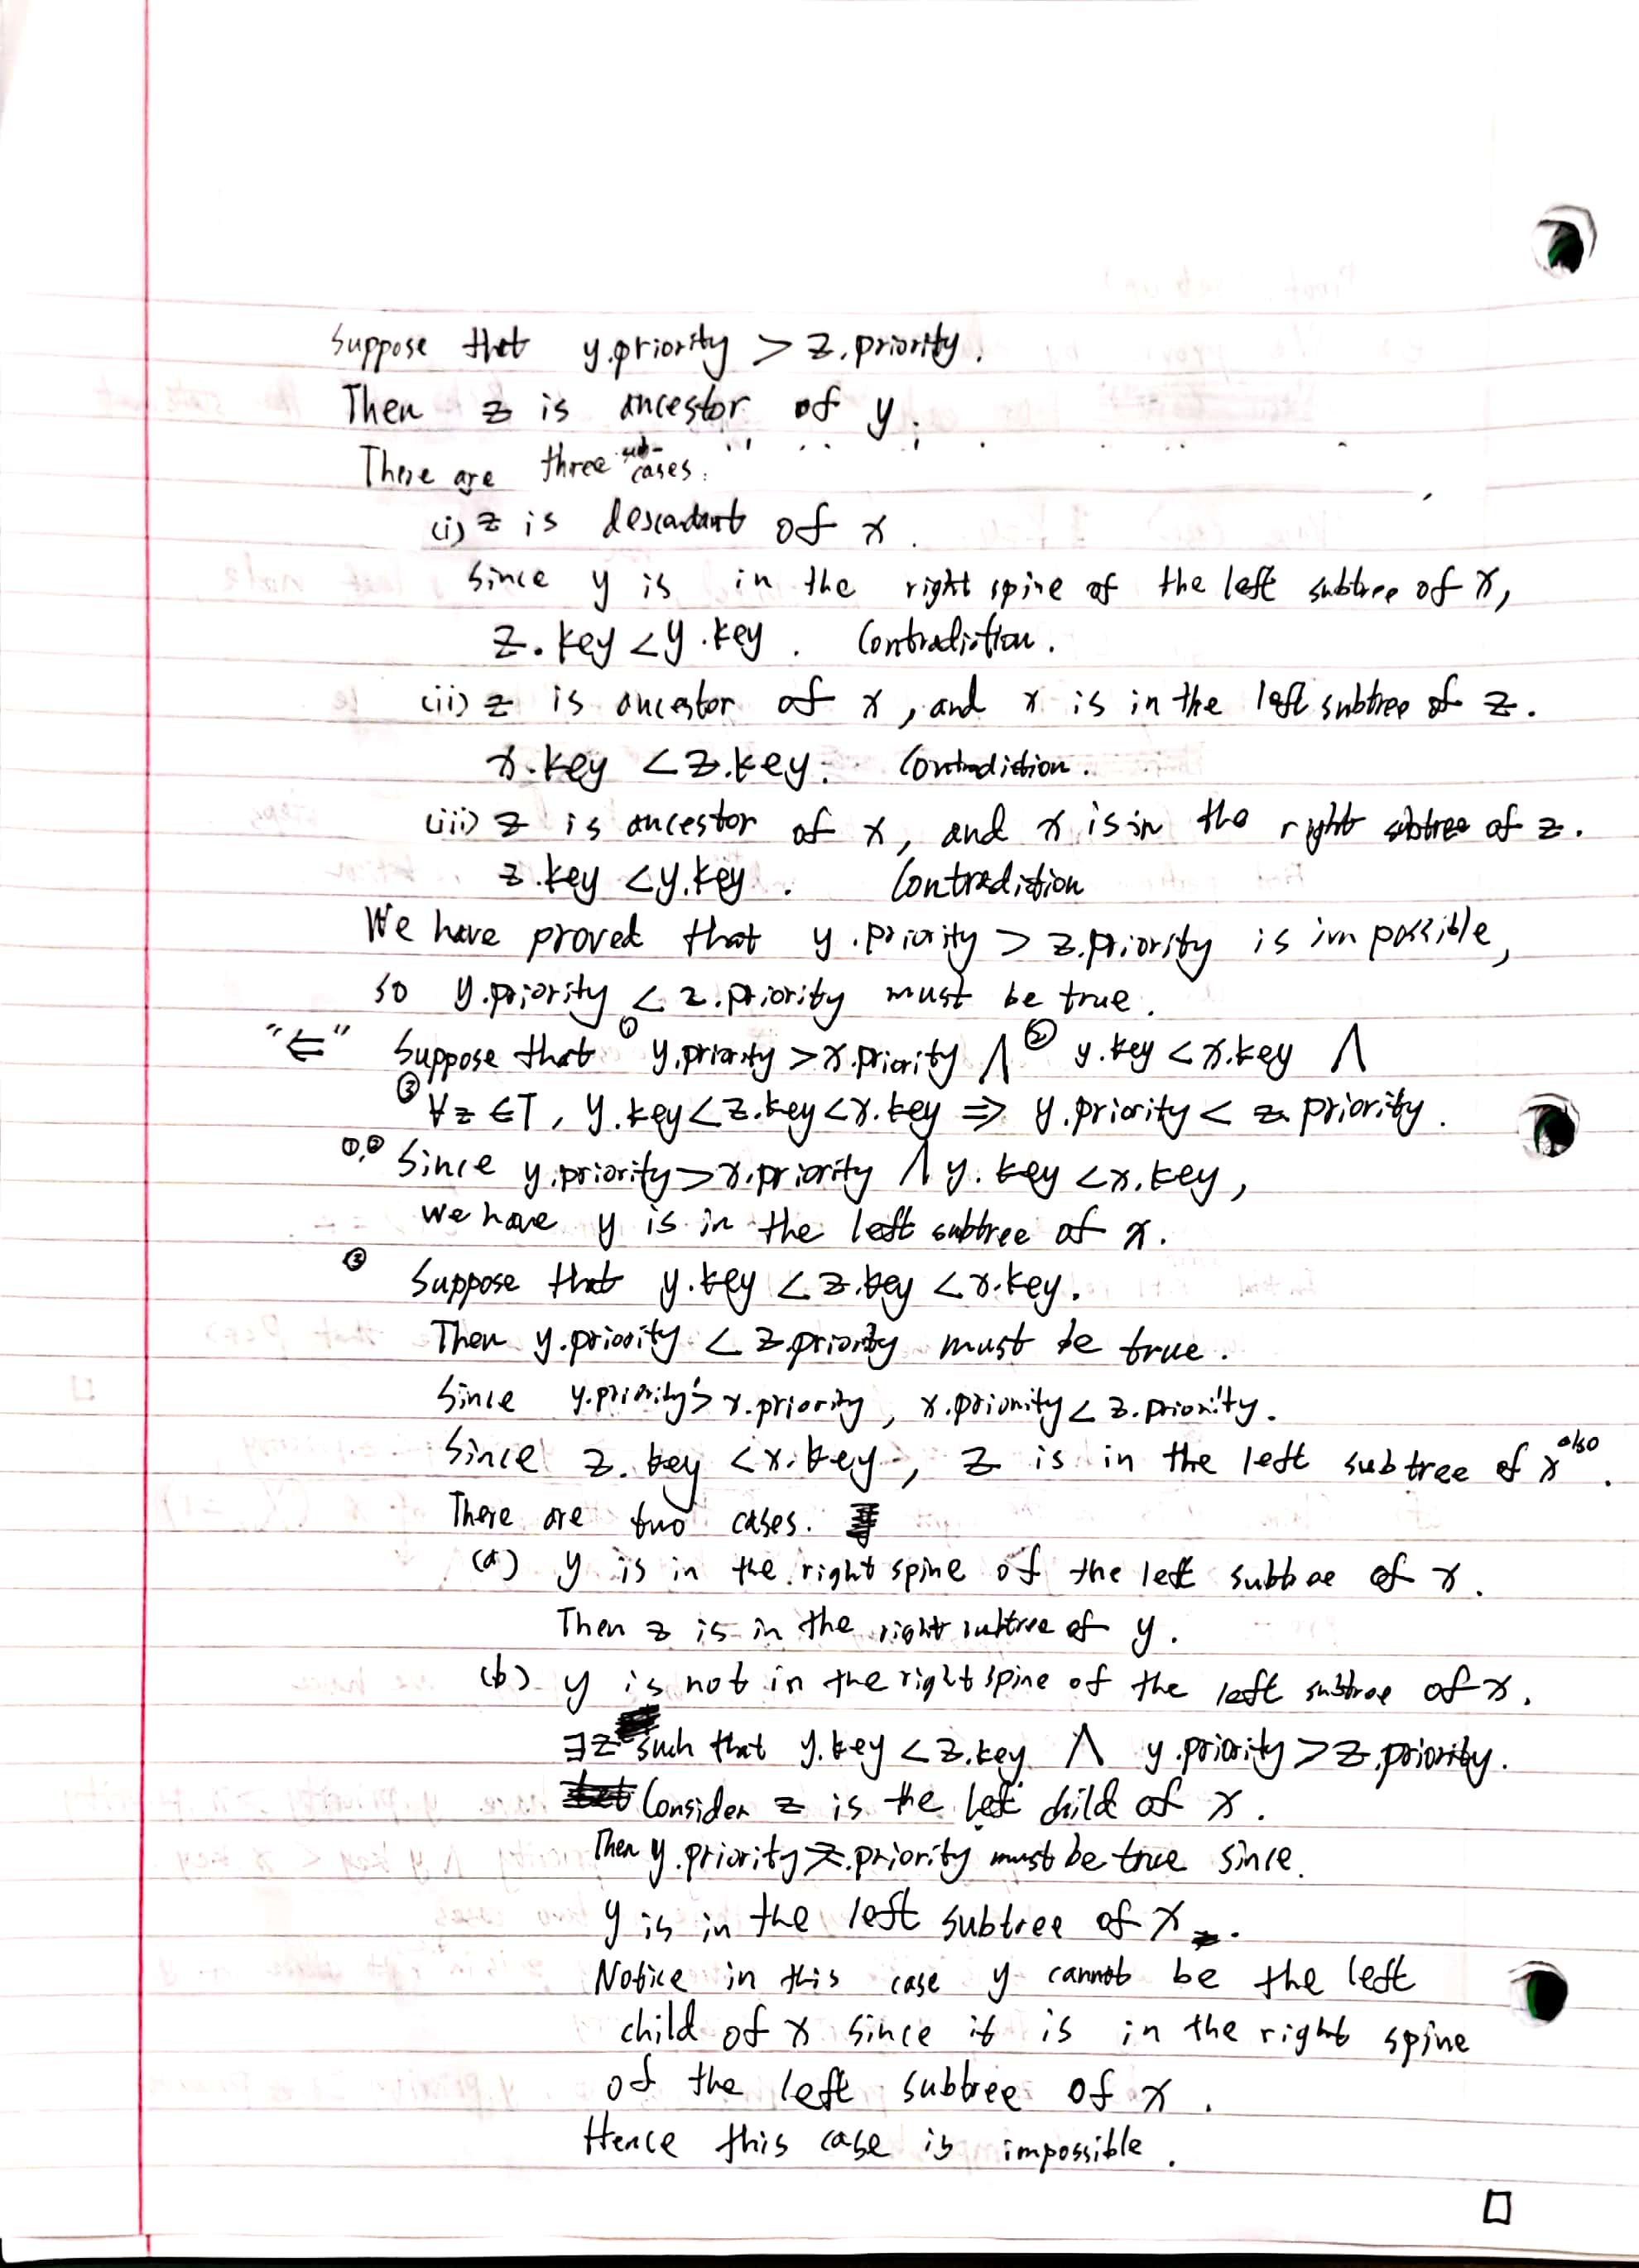 Suppose that y.priority > z.priority.
Then z is ancestor of y.
There are three sub-cases.
(i) z is descadant of x.
Since y is in the right spine of the left subtree of x,
z.key < y.key. Contradiction.
(ii) z is ancestor of x, and x is in the left subtree of z.
x.key < z.key. Contradiction.
(iii) z is ancestor of x, and x is in the right subtree of z.
z.key < y.key. Contradiction
We have proved that y.priority > z.priority is impossible,
so y.priority < z.priority must be true.
"⇐" Suppose that ① y.priority > x.priority ∧ ② y.key < x.key ∧
③ ∀z ∈ T, y.key < z.key < x.key ⇒ y.priority < z.priority.
①,② Since y.priority > x.priority ∧ y.key < x.key,
we have y is in the left subtree of x.
③ Suppose that y.key < z.key < x.key.
Then y.priority < z.priority must be true.
Since y.priority > x.priority, x.priority < z.priority.
Since z.key < x.key, z is in the left subtree of x also.
There are two cases.
(a) y is in the right spine of the left subtree of x.
Then z is in the right subtree of y.
(b) y is not in the right spine of the left subtree of x.
∃z such that y.key < z.key ∧ y.priority > z.priority.
Consider z is the left child of x.
Then y.priority > z.priority must be true since
y is in the left subtree of x.
Notice in this case y cannot be the left
child of x since it is in the right spine
of the left subtree of x.
Hence this case is impossible.
□